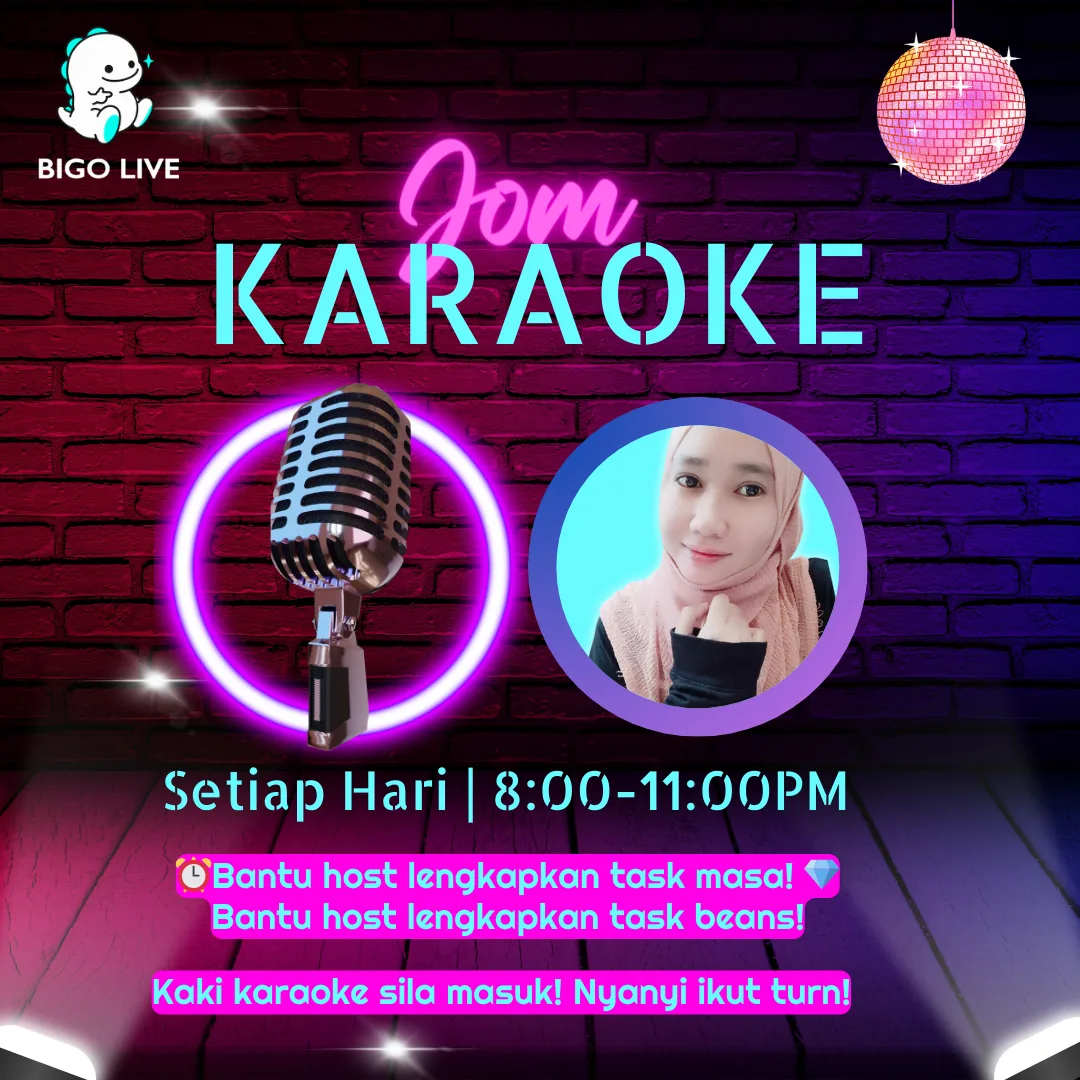 BIGO LIVE
Jom
KARAOKE
Setiap Hari | 8:00-11:00PM
⏰Bantu host lengkapkan task masa! 💎
Bantu host lengkapkan task beans!
Kaki karaoke sila masuk! Nyanyi ikut turn!